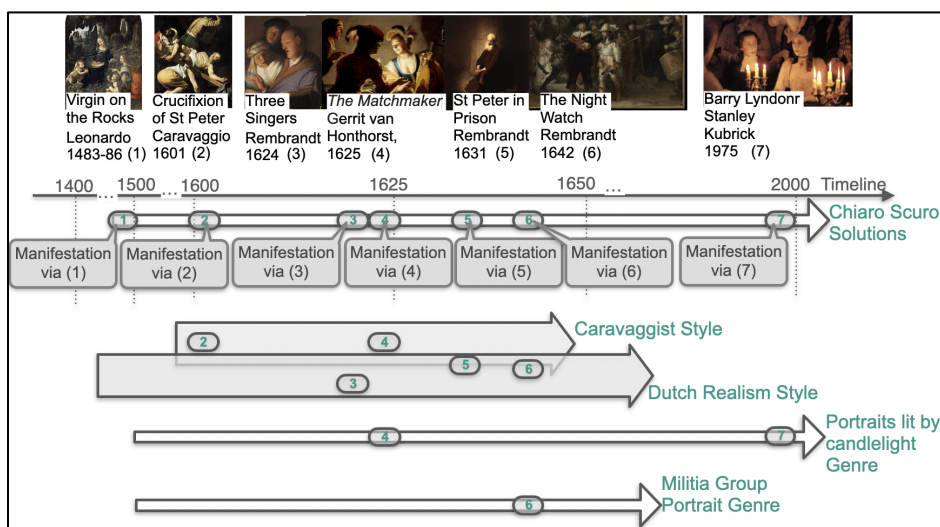 Virgin on
the Rocks
Leonardo
1483-86 (1)
Crucifixion
of St Peter
Caravaggio
1601 (2)
Three
Singers
Rembrandt
1624 (3)
The Matchmaker
Gerrit van
Honthorst,
1625 (4)
St Peter in
Prison
Rembrandt
1631 (5)
The Night
Watch
Rembrandt
1642 (6)
Barry Lyndonr
Stanley
Kubrick
1975 (7)
1400 ... 1500 ... 1600 1625 1650 ... 2000 Timeline
1 2 3 4 5 6 7
Chiaro Scuro
Solutions
Manifestation
via (1)
Manifestation
via (2)
Manifestation
via (3)
Manifestation
via (4)
Manifestation
via (5)
Manifestation
via (6)
Manifestation
via (7)
2 4
Caravaggist Style
3 5 6
Dutch Realism Style
4 7
Portraits lit by
candlelight
Genre
Militia Group
Portrait Genre
6